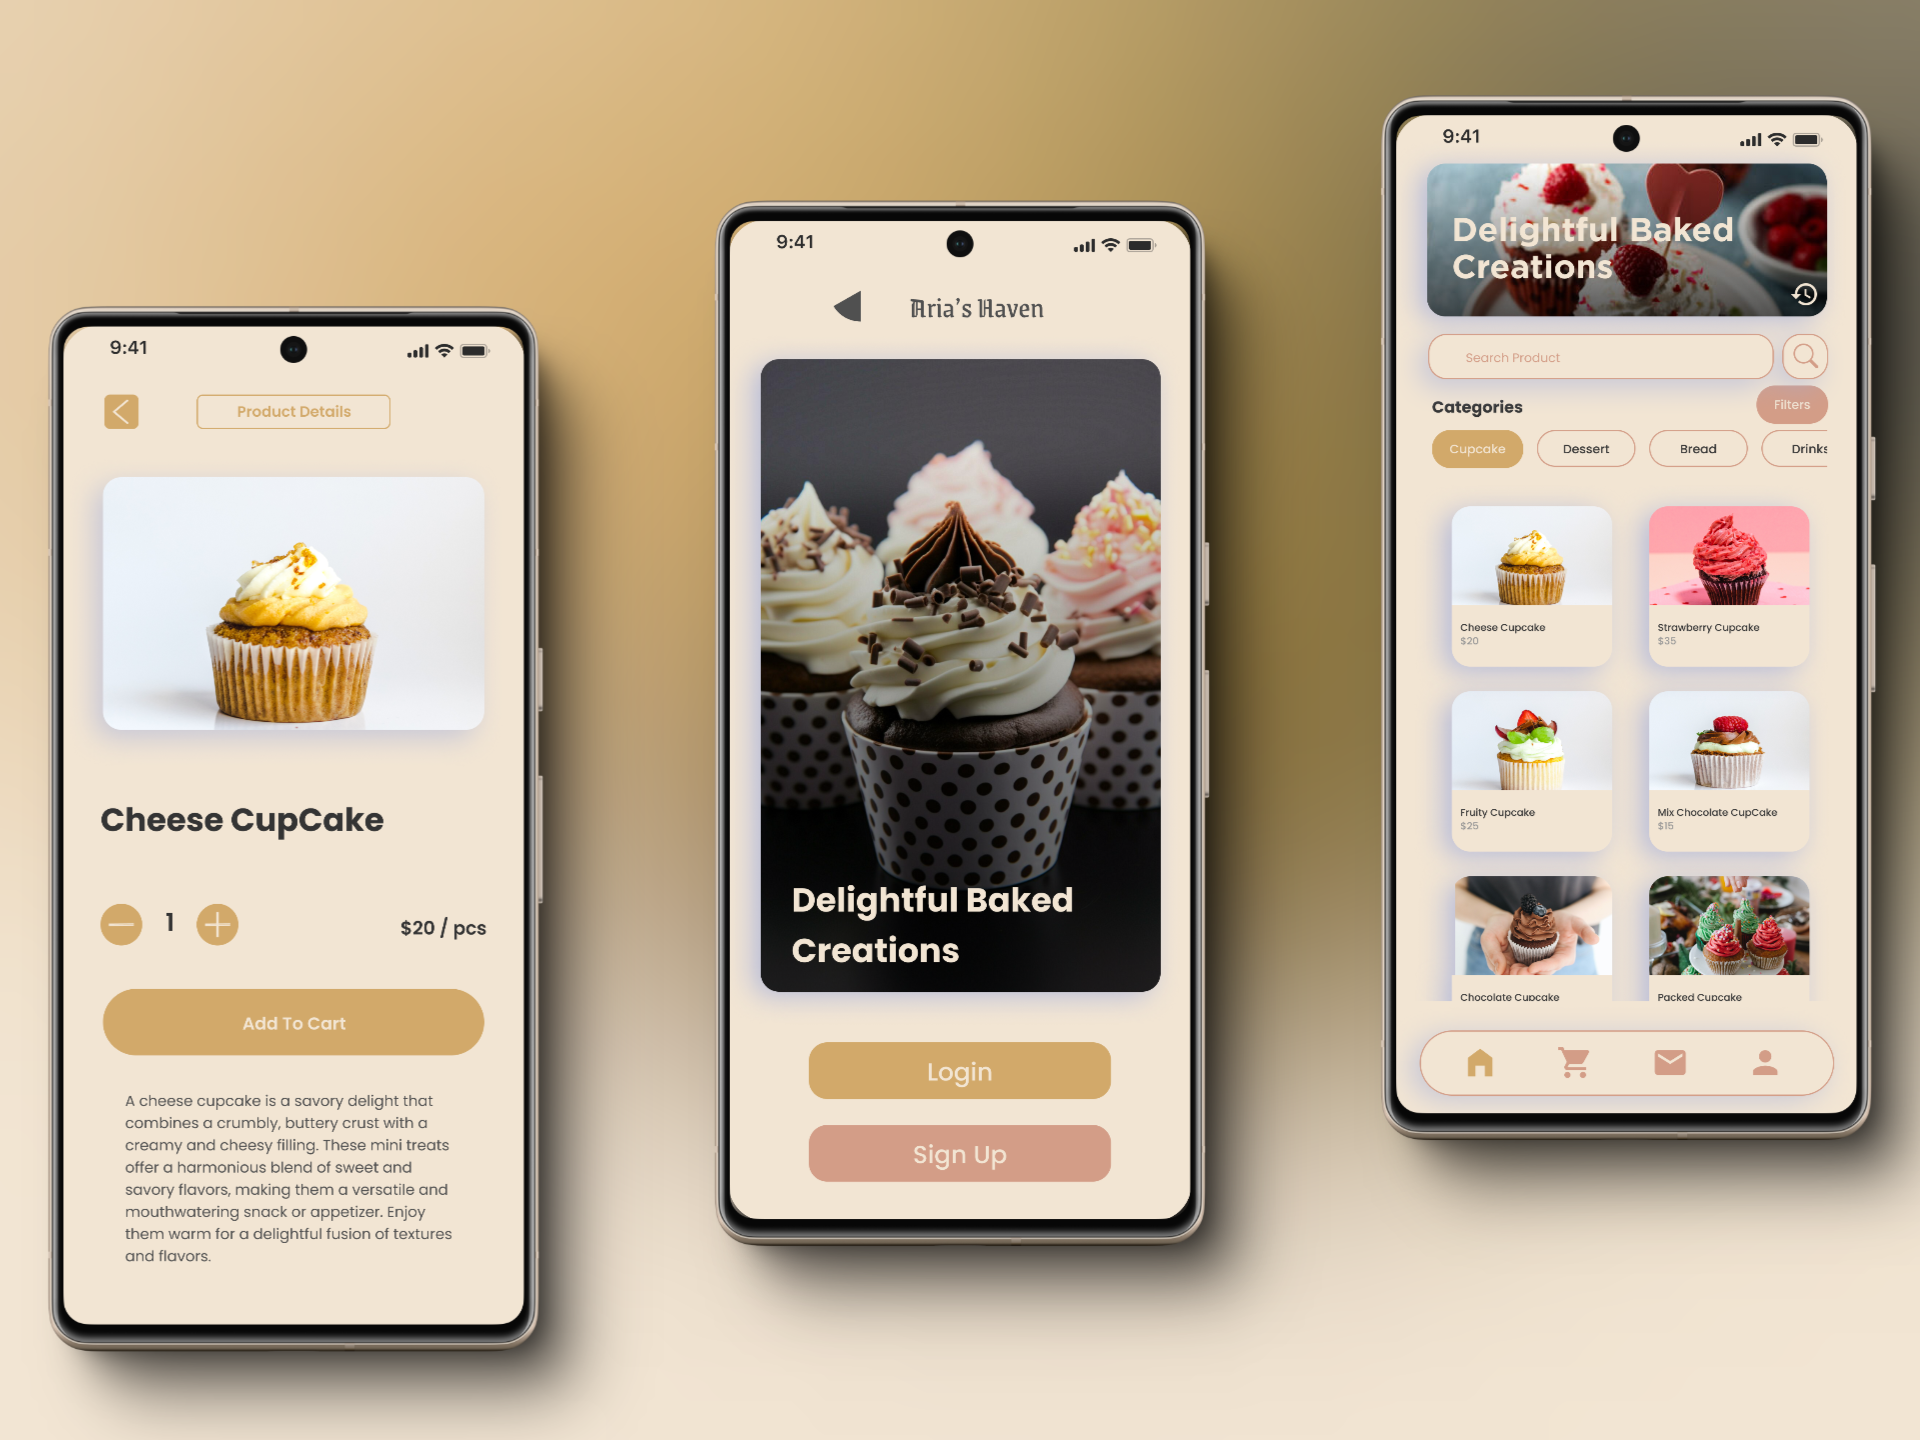 9:41
Product Details
Cheese CupCake
1
$20 / pcs
Add To Cart
A cheese cupcake is a savory delight that
combines a crumbly, buttery crust with a
creamy and cheesy filling. These mini treats
offer a harmonious blend of sweet and
savory flavors, making them a versatile and
mouthwatering snack or appetizer. Enjoy
them warm for a delightful fusion of textures
and flavors.
9:41
Aria's Haven
Delightful Baked
Creations
Login
Sign Up
9:41
Delightful Baked
Creations
Search Product
Categories
Filters
Cupcake Dessert Bread Drinks
Cheese Cupcake
$20
Strawberry Cupcake
$35
Fruity Cupcake
$25
Mix Chocolate CupCake
$15
Chocolate Cupcake
Packed Cupcake